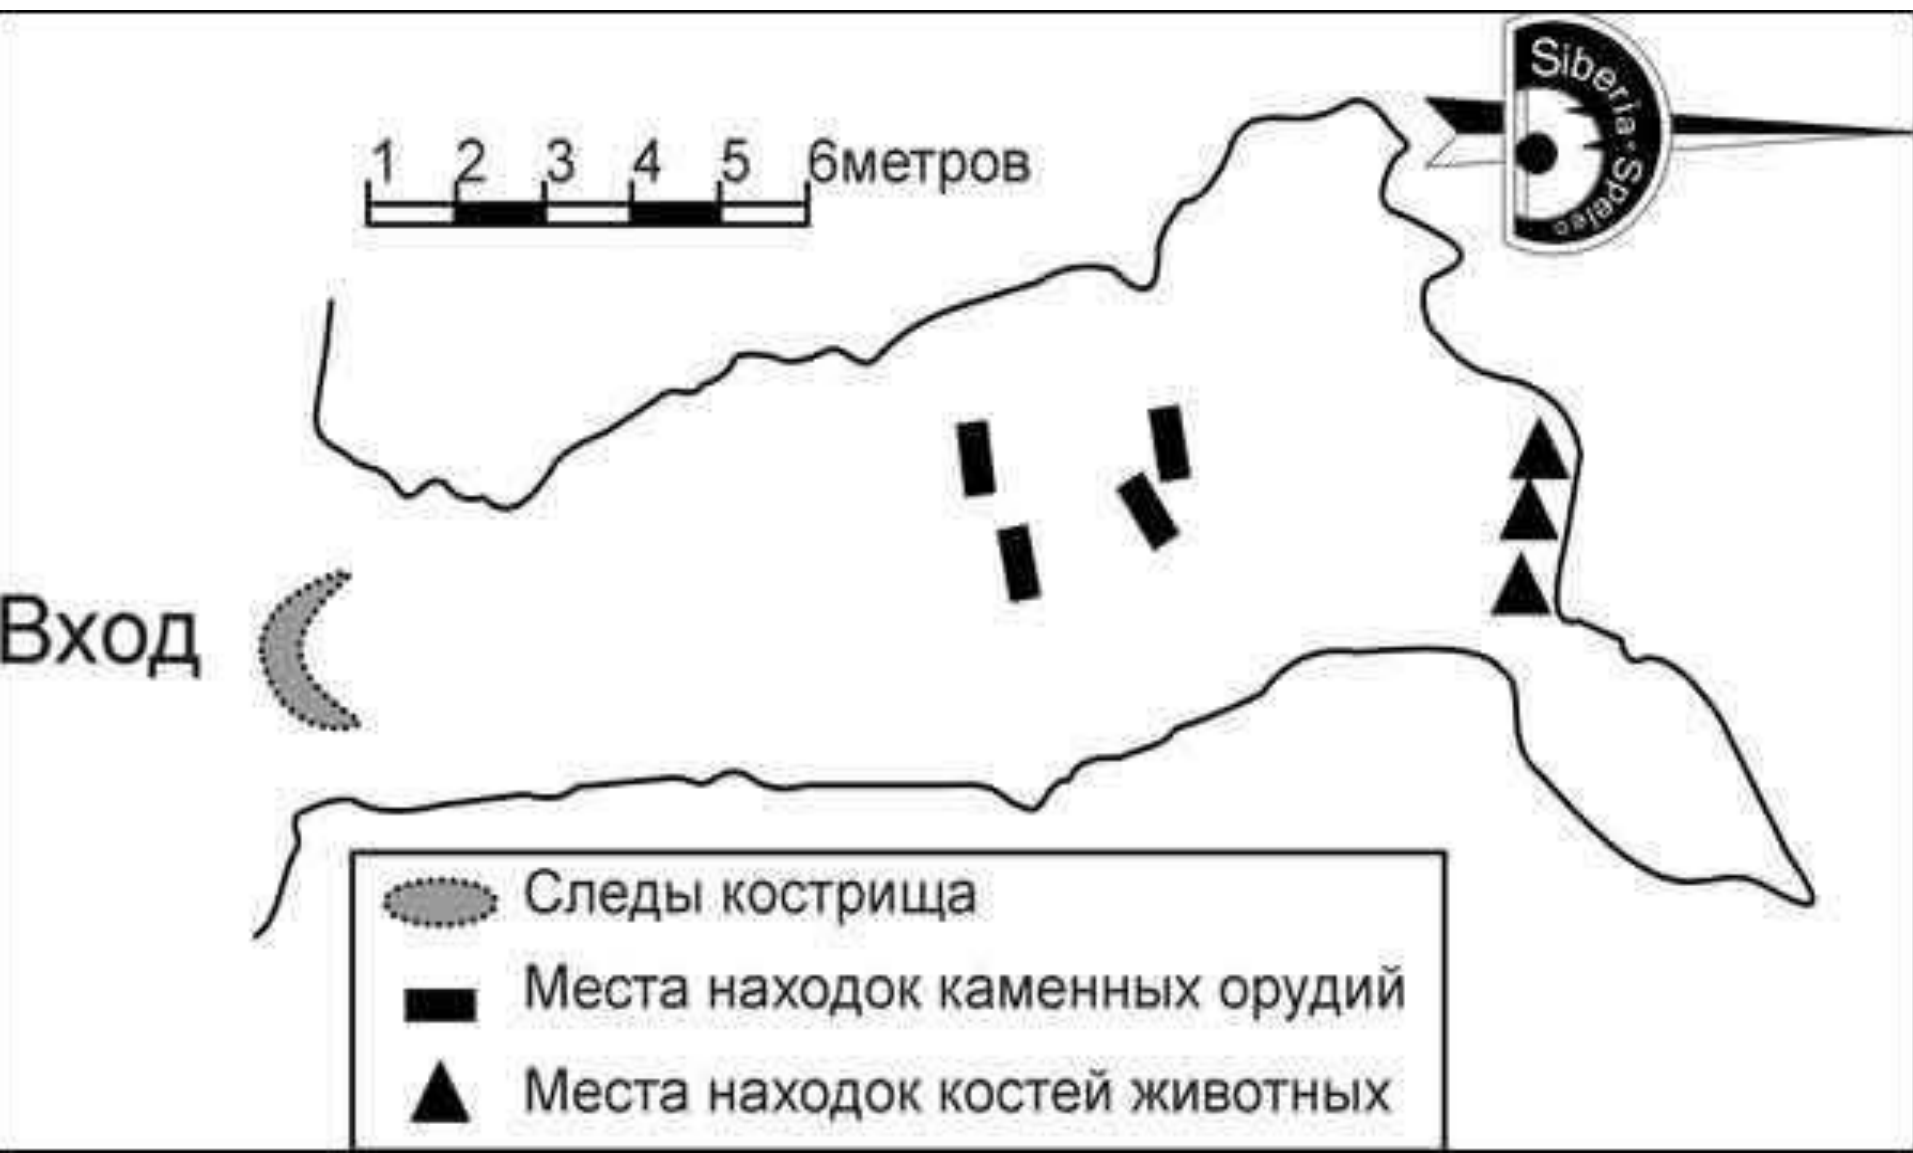 Siberia-Speleo
1 2 3 4 5 6метров
Вход
Следы кострища
Места находок каменных орудий
Места находок костей животных